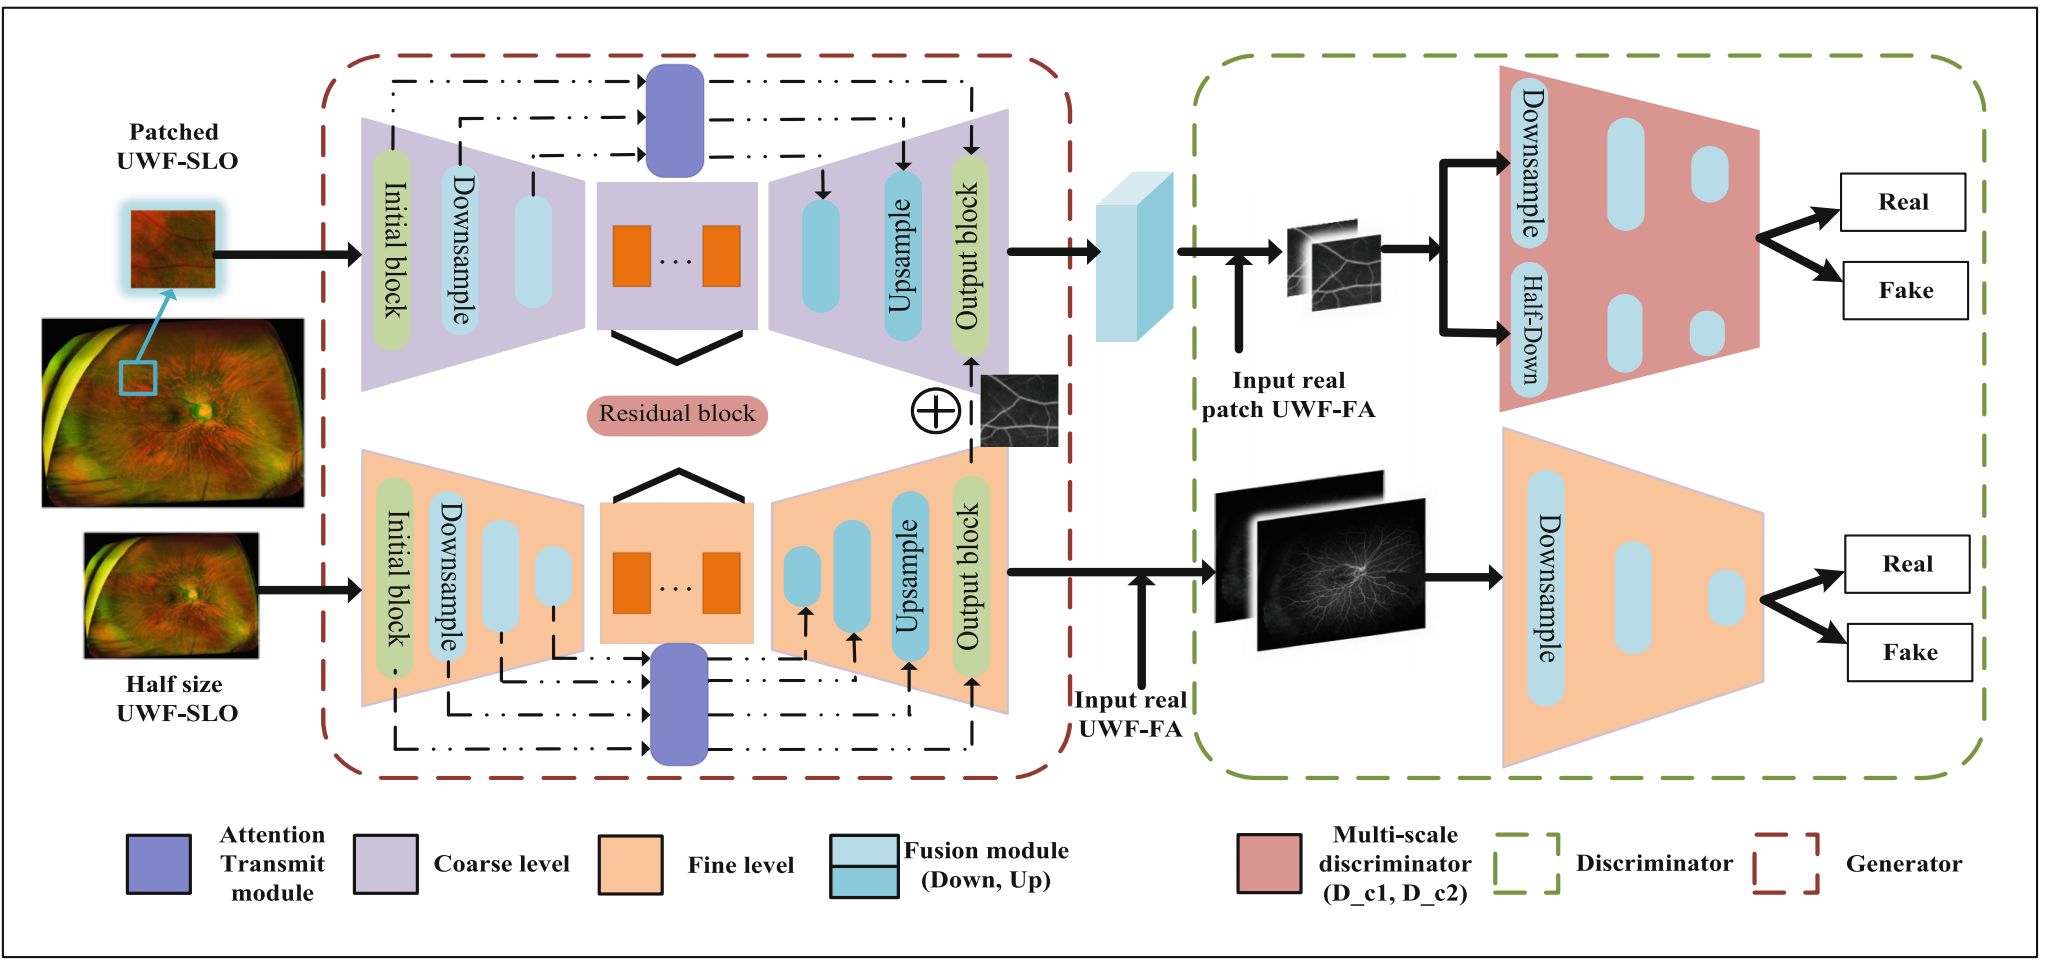 Patched
UWF-SLO
Half size
UWF-SLO
Initial block
Downsample
Upsample
Output block
...
Residual block
Initial block
Downsample
Upsample
Output block
...
Input real
patch UWF-FA
Input real
UWF-FA
Downsample
Half-Down
Real
Fake
Downsample
Real
Fake
Attention
Transmit
module
Coarse level
Fine level
Fusion module
(Down, Up)
Multi-scale
discriminator
(D_c1, D_c2)
Discriminator
Generator